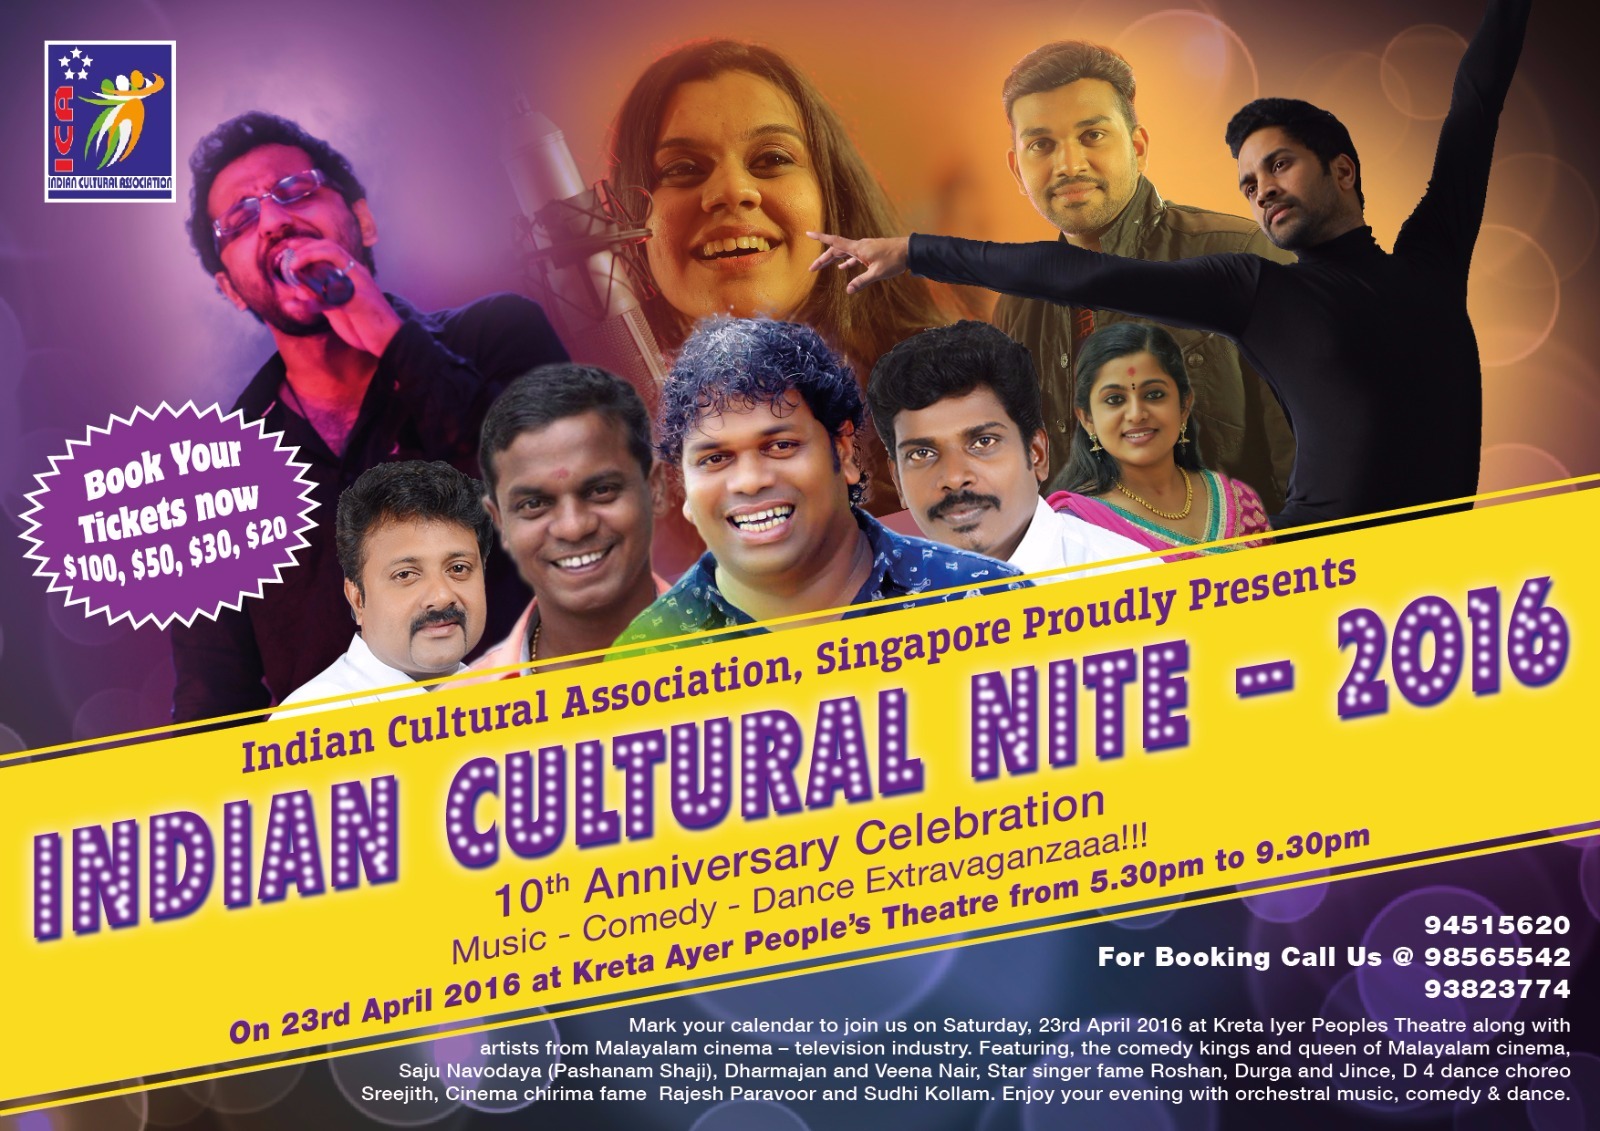 ICA
INDIAN CULTURAL ASSOCIATION
Book Your
Tickets now
$100, $50, $30, $20
Indian Cultural Association, Singapore Proudly Presents
INDIAN CULTURAL NITE - 2016
10th Anniversary Celebration
Music - Comedy - Dance Extravaganzaaa!!!
On 23rd April 2016 at Kreta Ayer People's Theatre from 5.30pm to 9.30pm
94515620
For Booking Call Us @ 98565542
93823774
Mark your calendar to join us on Saturday, 23rd April 2016 at Kreta Iyer Peoples Theatre along with
artists from Malayalam cinema – television industry. Featuring, the comedy kings and queen of Malayalam cinema,
Saju Navodaya (Pashanam Shaji), Dharmajan and Veena Nair, Star singer fame Roshan, Durga and Jince, D 4 dance choreo
Sreejith, Cinema chirima fame  Rajesh Paravoor and Sudhi Kollam. Enjoy your evening with orchestral music, comedy & dance.